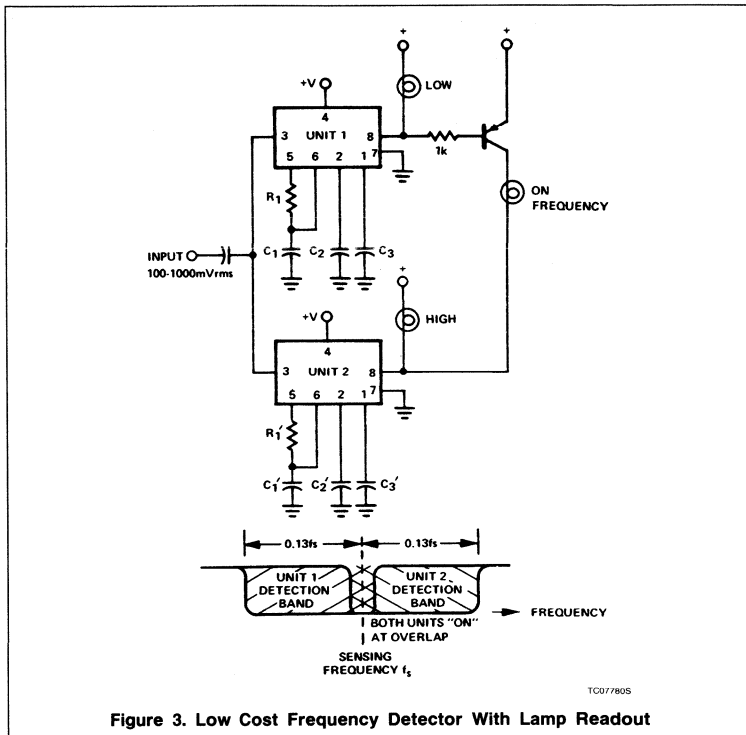 + +
LOW
+V
4
3 UNIT 1 8
7
5 6 2 1
1k
R1
ON
FREQUENCY
INPUT
100-1000mVrms
C1 C2 C3
+
HIGH
+V
4
3 UNIT 2 8
7
5 6 2 1
R1′
C1′ C2′ C3′
0.13fs 0.13fs
UNIT 1
DETECTION
BAND
UNIT 2
DETECTION
BAND
FREQUENCY
BOTH UNITS "ON"
AT OVERLAP
SENSING
FREQUENCY fs
TC07780S
Figure 3. Low Cost Frequency Detector With Lamp Readout